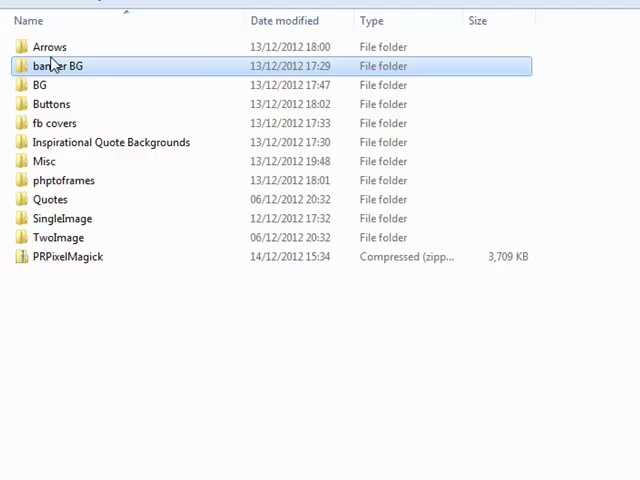 Name Date modified Type Size
Arrows 13/12/2012 18:00 File folder
banner BG 13/12/2012 17:29 File folder
BG 13/12/2012 17:47 File folder
Buttons 13/12/2012 18:02 File folder
fb covers 13/12/2012 17:33 File folder
Inspirational Quote Backgrounds 13/12/2012 17:30 File folder
Misc 13/12/2012 19:48 File folder
phptoframes 13/12/2012 18:01 File folder
Quotes 06/12/2012 20:32 File folder
SingleImage 12/12/2012 17:32 File folder
TwoImage 06/12/2012 20:32 File folder
PRPixelMagick 14/12/2012 15:34 Compressed (zipp... 3,709 KB